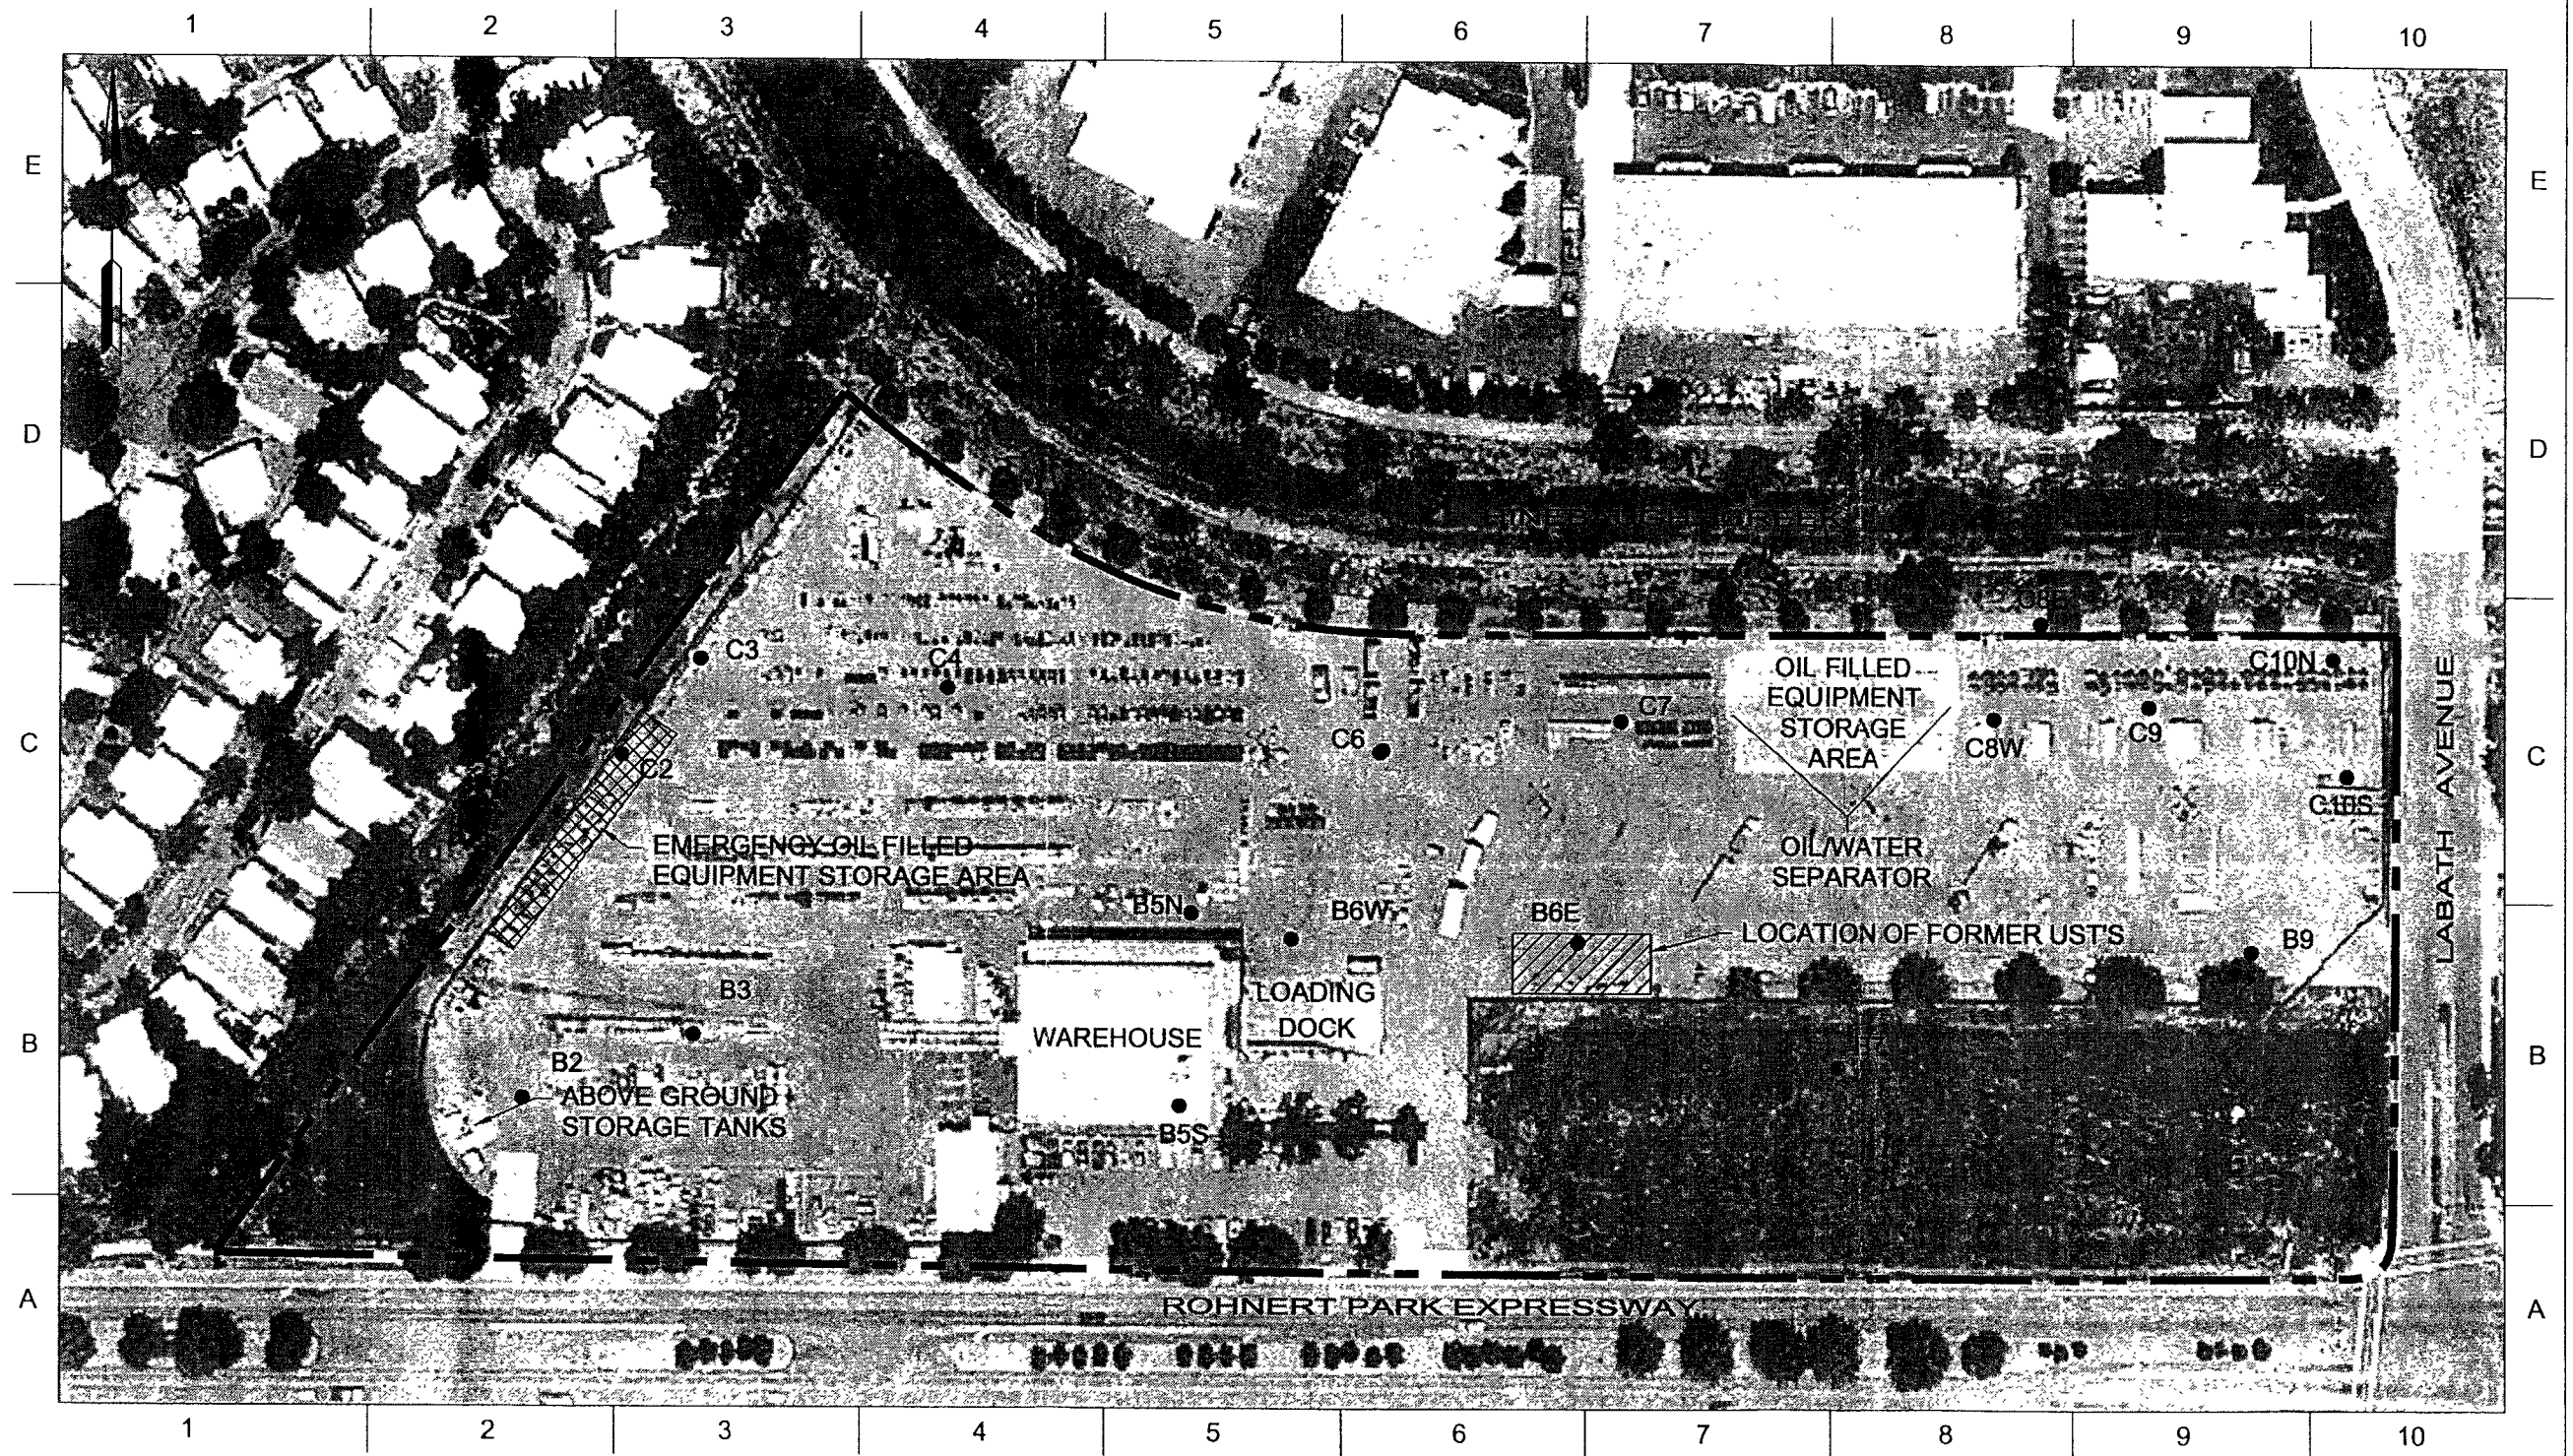 1 2 3 4 5 6 7 8 9 10
E E
D D
C3
C4
C10N
OIL FILLED
EQUIPMENT
STORAGE
AREA
C7
C8W
C9
C6
C C
C2
C10S
LABATH AVENUE
EMERGENCY OIL FILLED
EQUIPMENT STORAGE AREA
OIL/WATER
SEPARATOR
B5N
B6W
B6E
LOCATION OF FORMER UST'S
B9
B3
LOADING
DOCK
WAREHOUSE
B B
B2
ABOVE GROUND
STORAGE TANKS
B5S
A A
ROHNERT PARK EXPRESSWAY
1 2 3 4 5 6 7 8 9 10